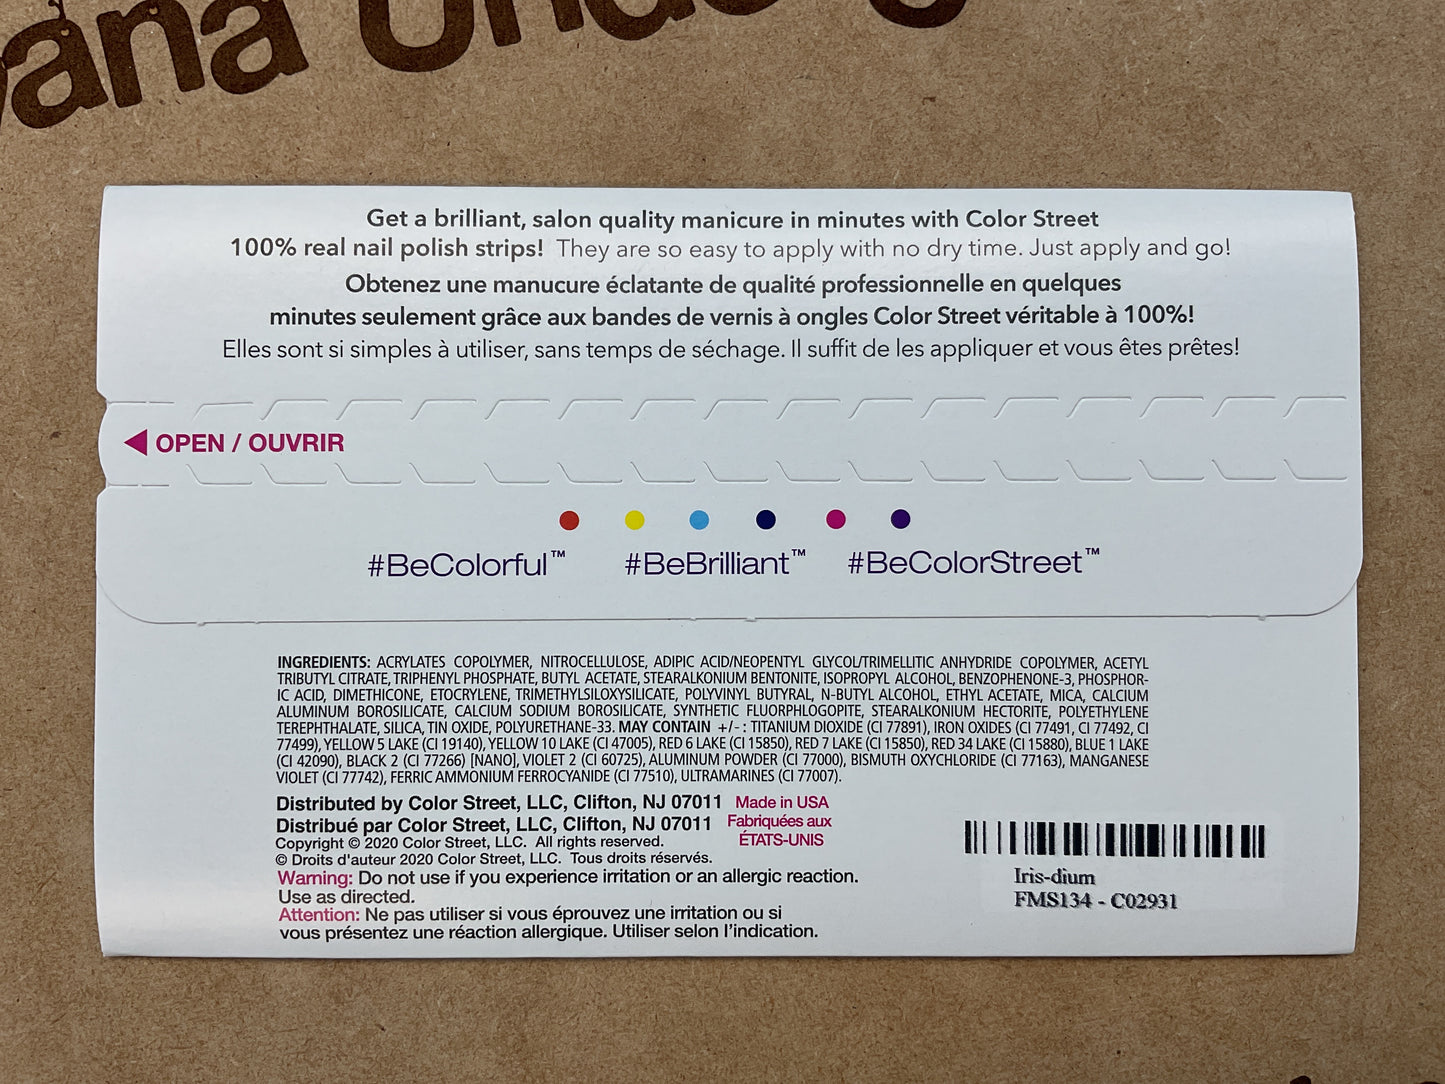 ana Unde
Get a brilliant, salon quality manicure in minutes with Color Street
100% real nail polish strips! They are so easy to apply with no dry time. Just apply and go!
Obtenez une manucure éclatante de qualité professionnelle en quelques
minutes seulement grâce aux bandes de vernis à ongles Color Street véritable à 100%!
Elles sont si simples à utiliser, sans temps de séchage. Il suffit de les appliquer et vous êtes prêtes!
OPEN / OUVRIR
#BeColorful™ #BeBrilliant™ #BeColorStreet™
INGREDIENTS: ACRYLATES COPOLYMER, NITROCELLULOSE, ADIPIC ACID/NEOPENTYL GLYCOL/TRIMELLITIC ANHYDRIDE COPOLYMER, ACETYL
TRIBUTYL CITRATE, TRIPHENYL PHOSPHATE, BUTYL ACETATE, STEARALKONIUM BENTONITE, ISOPROPYL ALCOHOL, BENZOPHENONE-3, PHOSPHOR-
IC ACID, DIMETHICONE, ETOCRYLENE, TRIMETHYLSILOXYSILICATE, POLYVINYL BUTYRAL, N-BUTYL ALCOHOL, ETHYL ACETATE, MICA, CALCIUM
ALUMINUM BOROSILICATE, CALCIUM SODIUM BOROSILICATE, SYNTHETIC FLUORPHLOGOPITE, STEARALKONIUM HECTORITE, POLYETHYLENE
TEREPHTHALATE, SILICA, TIN OXIDE, POLYURETHANE-33. MAY CONTAIN +/- : TITANIUM DIOXIDE (CI 77891), IRON OXIDES (CI 77491, CI 77492, CI
77499), YELLOW 5 LAKE (CI 19140), YELLOW 10 LAKE (CI 47005), RED 6 LAKE (CI 15850), RED 7 LAKE (CI 15850), RED 34 LAKE (CI 15880), BLUE 1 LAKE
(CI 42090), BLACK 2 (CI 77266) [NANO], VIOLET 2 (CI 60725), ALUMINUM POWDER (CI 77000), BISMUTH OXYCHLORIDE (CI 77163), MANGANESE
VIOLET (CI 77742), FERRIC AMMONIUM FERROCYANIDE (CI 77510), ULTRAMARINES (CI 77007).
Distributed by Color Street, LLC, Clifton, NJ 07011 Made in USA
Distribué par Color Street, LLC, Clifton, NJ 07011 Fabriquées aux
ÉTATS-UNIS
Copyright © 2020 Color Street, LLC. All rights reserved.
© Droits d'auteur 2020 Color Street, LLC. Tous droits réservés.
Warning: Do not use if you experience irritation or an allergic reaction.
Use as directed.
Attention: Ne pas utiliser si vous éprouvez une irritation ou si
vous présentez une réaction allergique. Utiliser selon l'indication.
Iris-dium
FMS134 - C02931